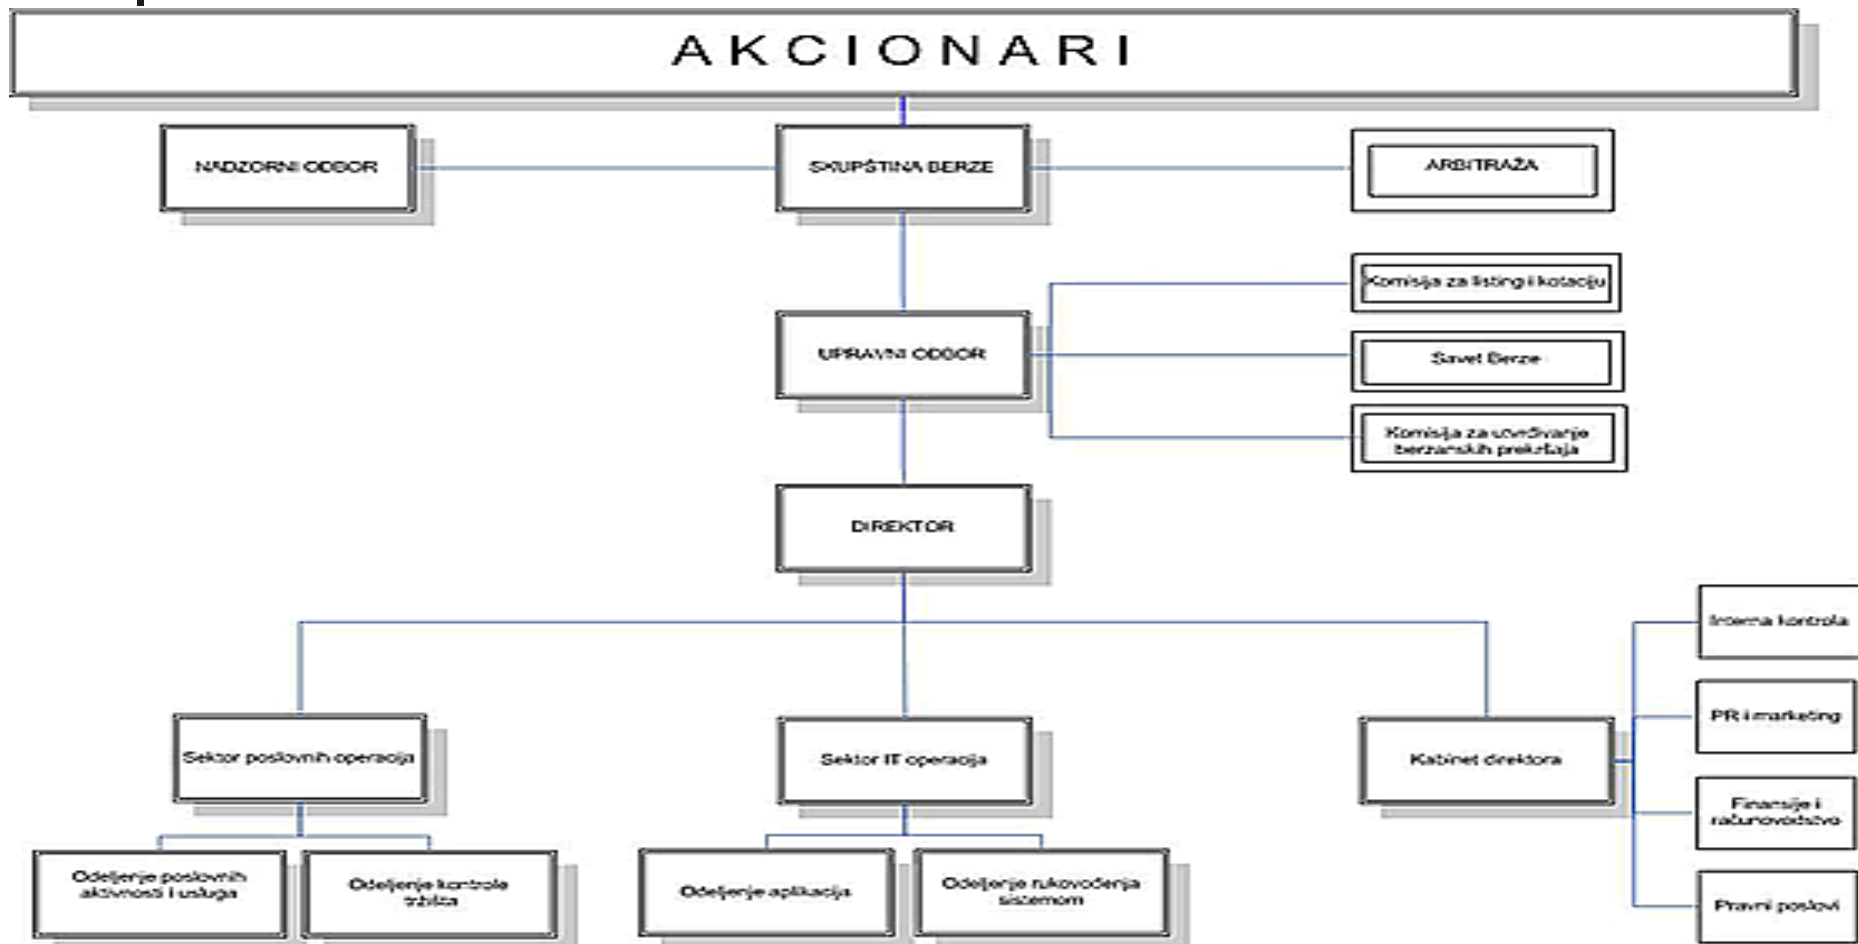 AKCIONARI
NADZORNI ODBOR
SKUPŠTINA BERZE
ARBITRAŽA
Komisija za listing i kotaciju
UPRAVNI ODBOR
Savet Berze
Komisija za utvrđivanje
berzanskih prekršaja
DIREKTOR
Interna kontrola
PR i marketing
Sektor poslovnih operacija
Sektor IT operacija
Kabinet direktora
Finansije i
računovodstvo
Odeljenje poslovnih
aktivnosti i usluga
Odeljenje kontrole
tržišta
Odeljenje aplikacija
Odeljenje rukovođenja
sistemom
Pravni poslovi